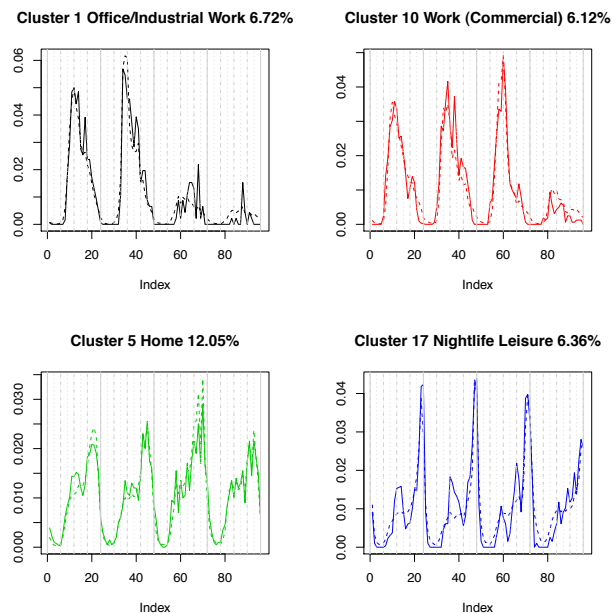 Cluster 1 Office/Industrial Work 6.72%
0.00 0.02 0.04 0.06
0 20 40 60 80
Index
Cluster 10 Work (Commercial) 6.12%
0.00 0.02 0.04
0 20 40 60 80
Index
Cluster 5 Home 12.05%
0.000 0.010 0.020 0.030
0 20 40 60 80
Index
Cluster 17 Nightlife Leisure 6.36%
0.00 0.01 0.02 0.03 0.04
0 20 40 60 80
Index